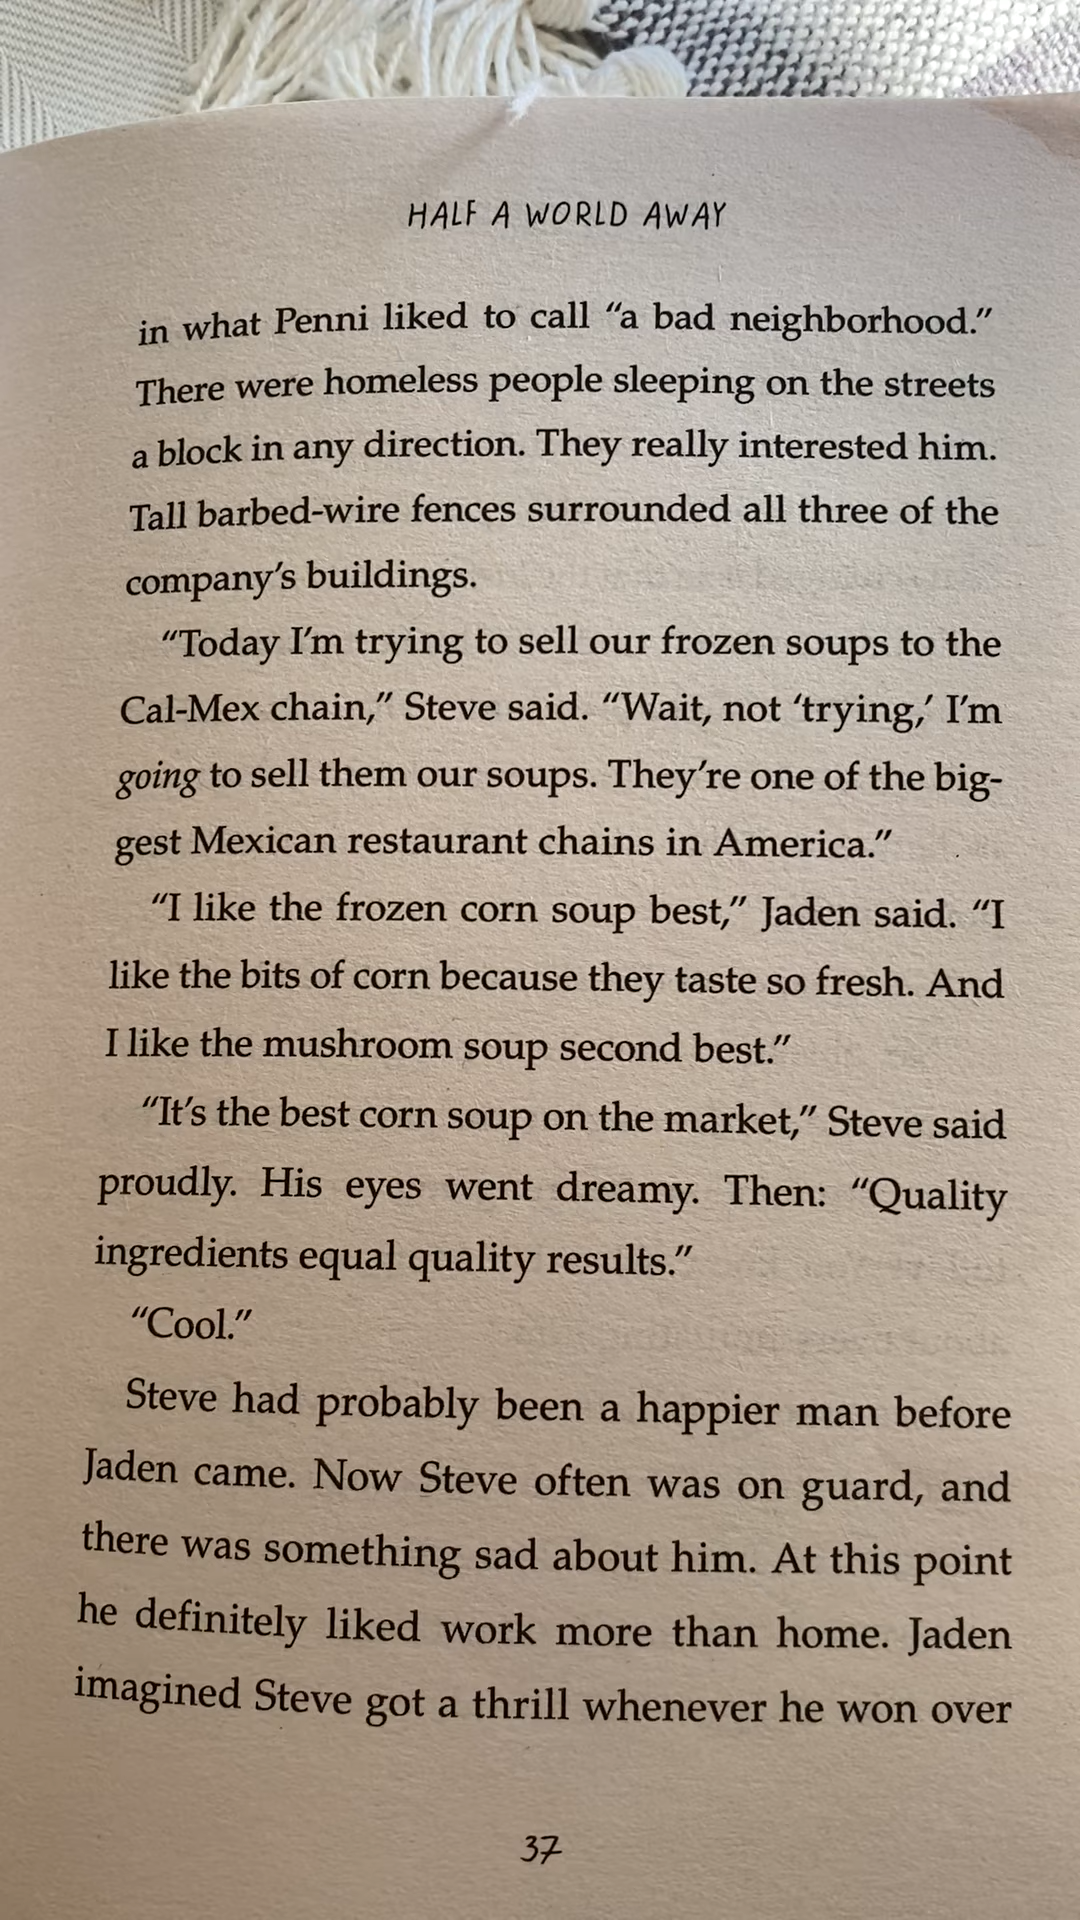 HALF A WORLD AWAY
in what Penni liked to call “a bad neighborhood.”
There were homeless people sleeping on the streets
a block in any direction. They really interested him.
Tall barbed-wire fences surrounded all three of the
company’s buildings.
“Today I’m trying to sell our frozen soups to the
Cal-Mex chain,” Steve said. “Wait, not ‘trying,’ I’m
going to sell them our soups. They’re one of the big-
gest Mexican restaurant chains in America.”
“I like the frozen corn soup best,” Jaden said. “I
like the bits of corn because they taste so fresh. And
I like the mushroom soup second best.”
“It’s the best corn soup on the market,” Steve said
proudly. His eyes went dreamy. Then: “Quality
ingredients equal quality results.”
“Cool.”
Steve had probably been a happier man before
Jaden came. Now Steve often was on guard, and
there was something sad about him. At this point
he definitely liked work more than home. Jaden
imagined Steve got a thrill whenever he won over
37